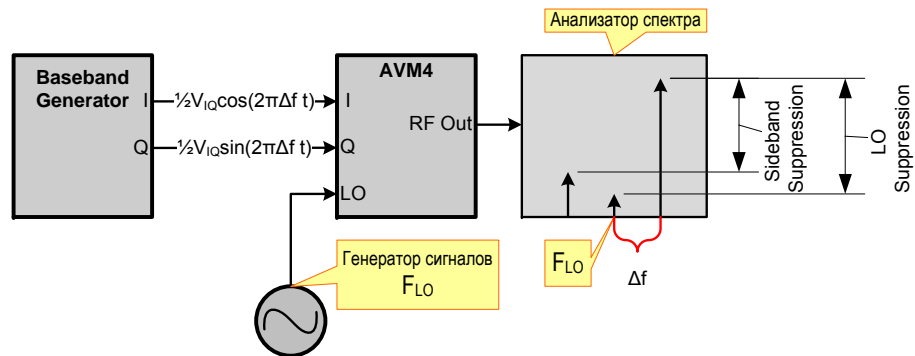 Анализатор спектра
Baseband
Generator
I
Q
½V_IQcos(2πΔf t)
½V_IQsin(2πΔf t)
AVM4
I
Q
LO
RF Out
Sideband
Suppression
LO
Suppression
Генератор сигналов
F_LO
F_LO
Δf